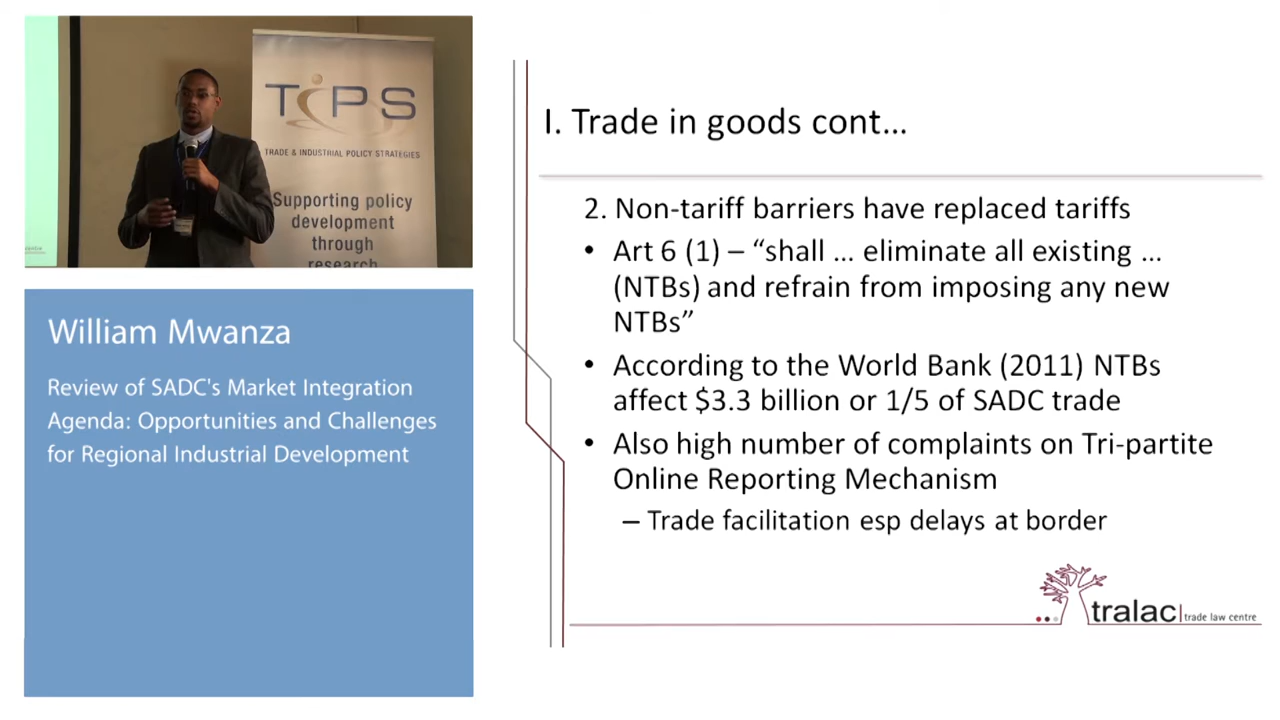 TiPS
TRADE & INDUSTRIAL POLICY STRATEGIES
Supporting policy
development
through
research
William Mwanza
Review of SADC's Market Integration
Agenda: Opportunities and Challenges
for Regional Industrial Development
I. Trade in goods cont…
2. Non-tariff barriers have replaced tariffs
• Art 6 (1) – “shall … eliminate all existing …
(NTBs) and refrain from imposing any new
NTBs”
• According to the World Bank (2011) NTBs
affect $3.3 billion or 1/5 of SADC trade
• Also high number of complaints on Tri-partite
Online Reporting Mechanism
– Trade facilitation esp delays at border
tralac| trade law centre